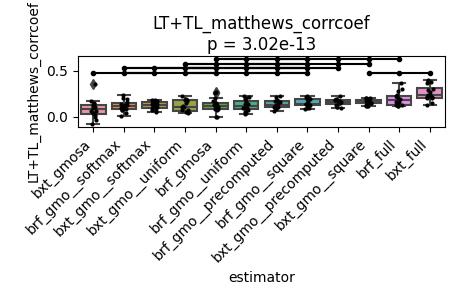 LT+TL_matthews_corrcoef
p = 3.02e-13
LT+TL_matthews_corrcoef
0.5
0.0
bxt_gmosa
brf_gmo__softmax
bxt_gmo__softmax
bxt_gmo__uniform
brf_gmosa
brf_gmo__uniform
brf_gmo__precomputed
brf_gmo__square
bxt_gmo__precomputed
bxt_gmo__square
brf_full
bxt_full
estimator